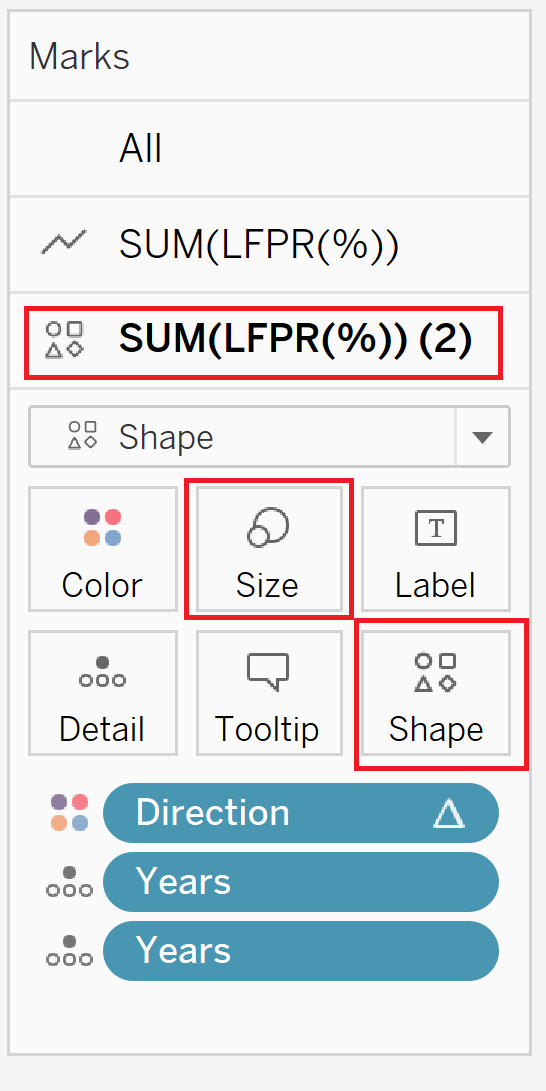 Marks
All
SUM(LFPR(%))
SUM(LFPR(%)) (2)
Shape
Color Size Label
Detail Tooltip Shape
Direction
Years
Years